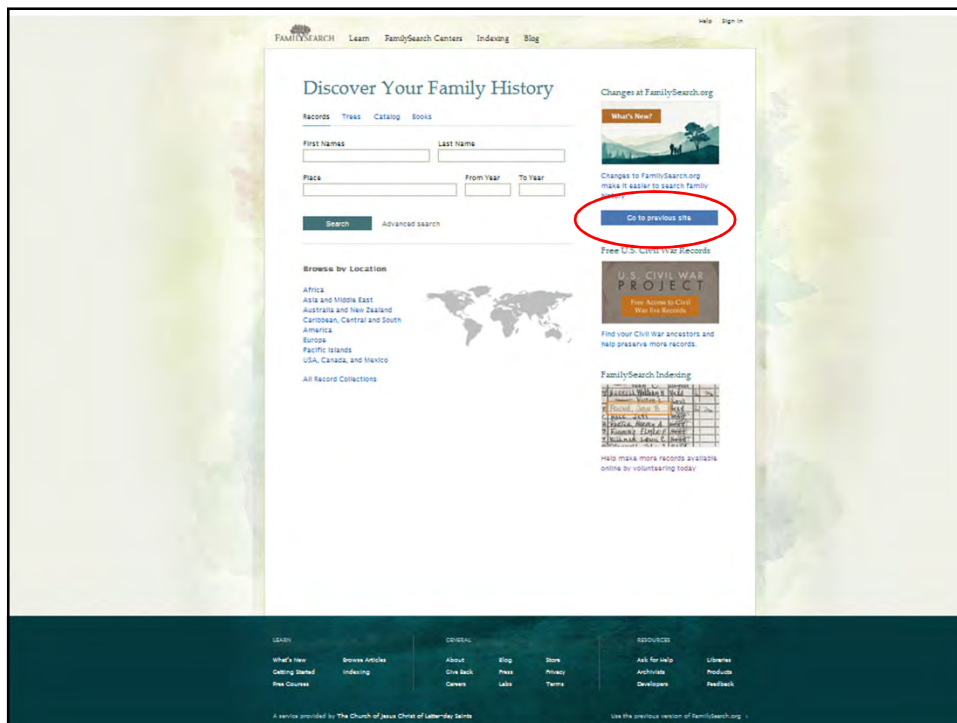 Help Sign In
FAMILYSEARCH Learn FamilySearch Centers Indexing Blog
Discover Your Family History
Records Trees Catalog Books
First Names Last Name
Place From Year To Year
Search Advanced search
Browse by Location
Africa
Asia and Middle East
Australia and New Zealand
Caribbean, Central and South
America
Europe
Pacific Islands
USA, Canada, and Mexico
All Record Collections
Changes at FamilySearch.org
What's New?
Changes to FamilySearch.org
make it easier to search family
history
Go to previous site
Free U.S. Civil War Records
U.S. CIVIL WAR
PROJECT
Free Access to Civil
War Era Records
Find your Civil War ancestors and
help preserve more records.
FamilySearch Indexing
Help make more records available
online by volunteering today
LEARN GENERAL RESOURCES
What's New Browse Articles About Blog Store Ask for Help Libraries
Getting Started Indexing Give Back Press Privacy Archivists Products
Free Courses Careers Labs Terms Developers Feedback
A service provided by The Church of Jesus Christ of Latter-day Saints Use the previous version of FamilySearch.org ›